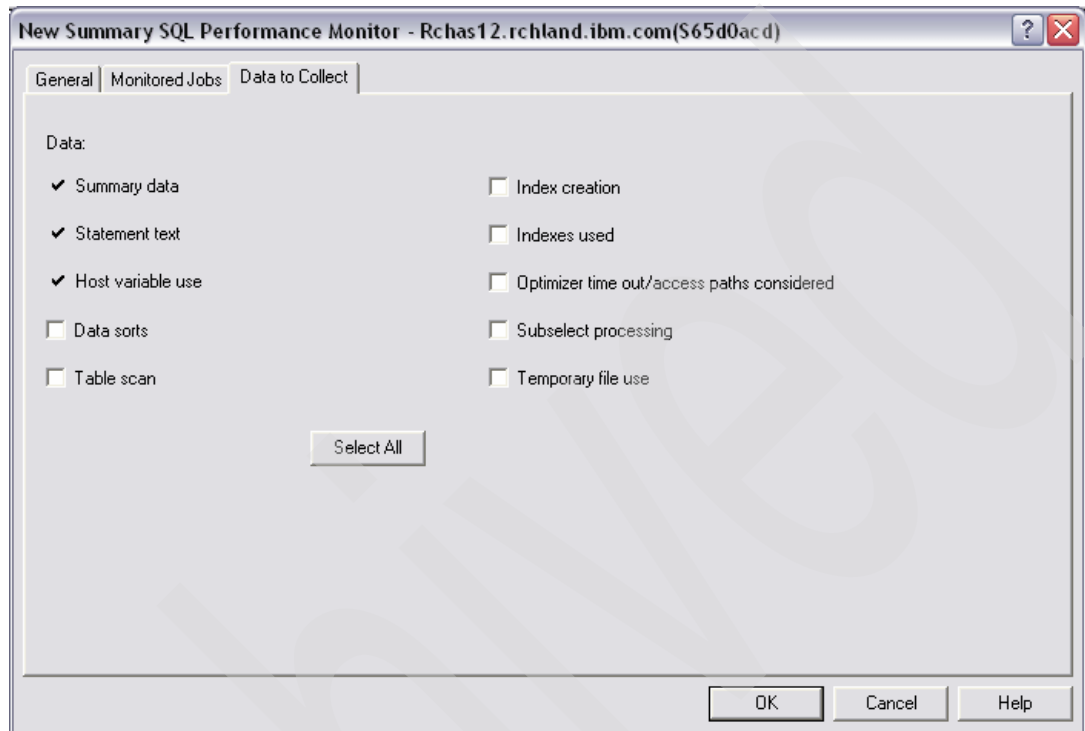 New Summary SQL Performance Monitor - Rchas12.rchland.ibm.com(S65d0acd)
General Monitored Jobs Data to Collect
Data:
Summary data
Statement text
Host variable use
Data sorts
Table scan
Index creation
Indexes used
Optimizer time out/access paths considered
Subselect processing
Temporary file use
Select All
OK Cancel Help